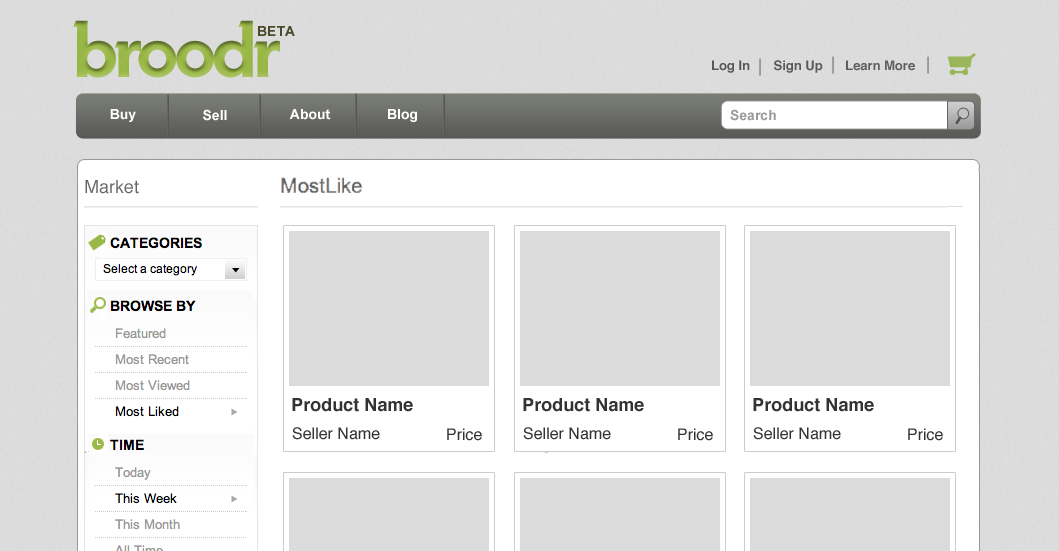 broodr BETA
Log In | Sign Up | Learn More |
Buy Sell About Blog Search
Market
MostLike
CATEGORIES
Select a category
BROWSE BY
Featured
Most Recent
Most Viewed
Most Liked
TIME
Today
This Week
This Month
All Time
Product Name
Seller Name Price
Product Name
Seller Name Price
Product Name
Seller Name Price